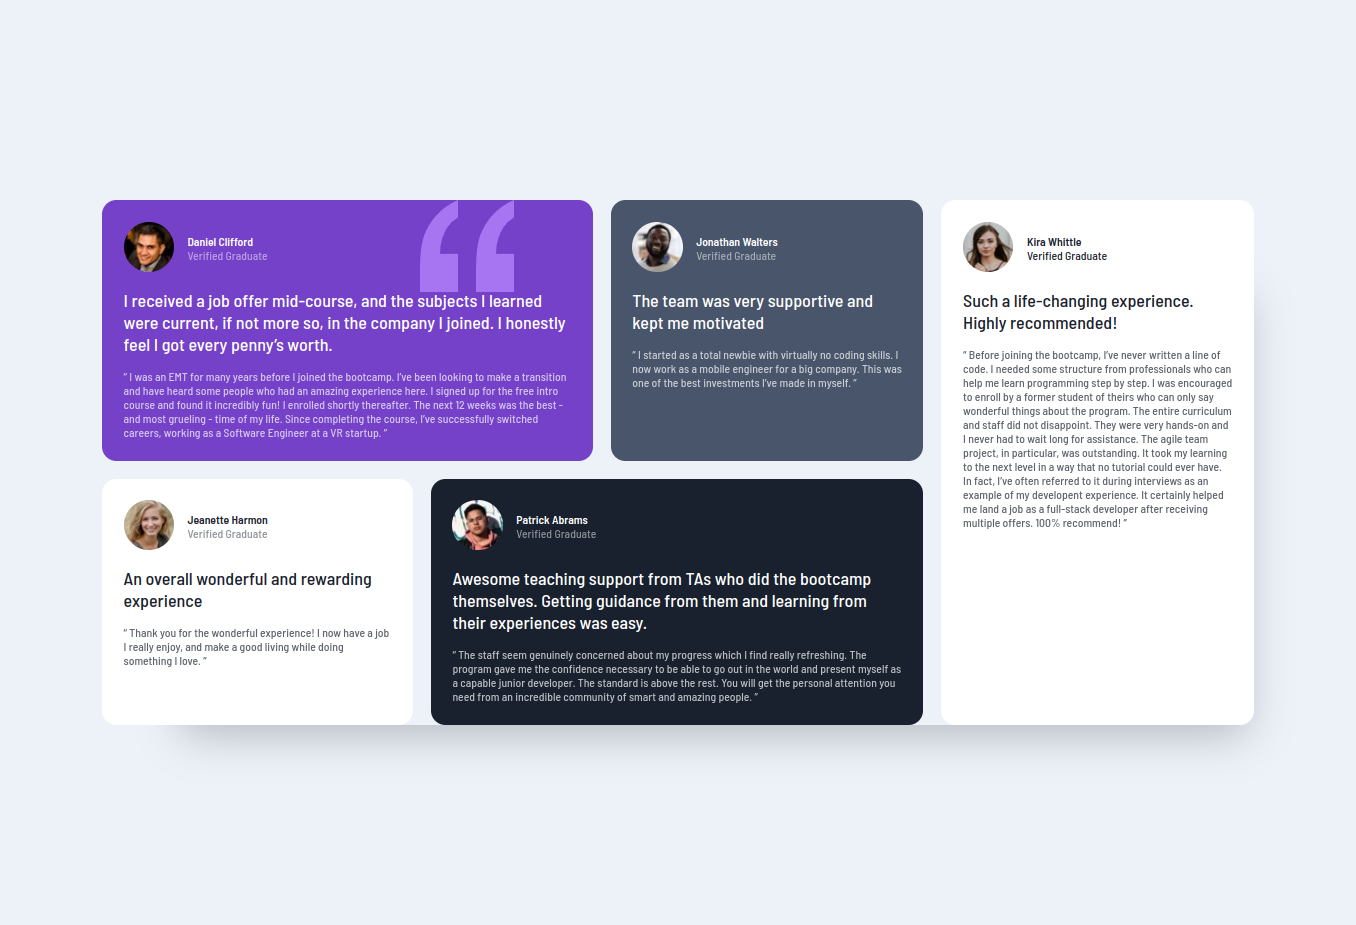 Daniel Clifford
Verified Graduate
I received a job offer mid-course, and the subjects I learned
were current, if not more so, in the company I joined. I honestly
feel I got every penny’s worth.
“ I was an EMT for many years before I joined the bootcamp. I’ve been looking to make a transition
and have heard some people who had an amazing experience here. I signed up for the free intro
course and found it incredibly fun! I enrolled shortly thereafter. The next 12 weeks was the best -
and most grueling - time of my life. Since completing the course, I’ve successfully switched
careers, working as a Software Engineer at a VR startup. ”
Jonathan Walters
Verified Graduate
The team was very supportive and
kept me motivated
“ I started as a total newbie with virtually no coding skills. I
now work as a mobile engineer for a big company. This was
one of the best investments I’ve made in myself. ”
Kira Whittle
Verified Graduate
Such a life-changing experience.
Highly recommended!
“ Before joining the bootcamp, I’ve never written a line of
code. I needed some structure from professionals who can
help me learn programming step by step. I was encouraged
to enroll by a former student of theirs who can only say
wonderful things about the program. The entire curriculum
and staff did not disappoint. They were very hands-on and
I never had to wait long for assistance. The agile team
project, in particular, was outstanding. It took my learning
to the next level in a way that no tutorial could ever have.
In fact, I’ve often referred to it during interviews as an
example of my developent experience. It certainly helped
me land a job as a full-stack developer after receiving
multiple offers. 100% recommend! ”
Jeanette Harmon
Verified Graduate
An overall wonderful and rewarding
experience
“ Thank you for the wonderful experience! I now have a job
I really enjoy, and make a good living while doing
something I love. ”
Patrick Abrams
Verified Graduate
Awesome teaching support from TAs who did the bootcamp
themselves. Getting guidance from them and learning from
their experiences was easy.
“ The staff seem genuinely concerned about my progress which I find really refreshing. The
program gave me the confidence necessary to be able to go out in the world and present myself as
a capable junior developer. The standard is above the rest. You will get the personal attention you
need from an incredible community of smart and amazing people. ”